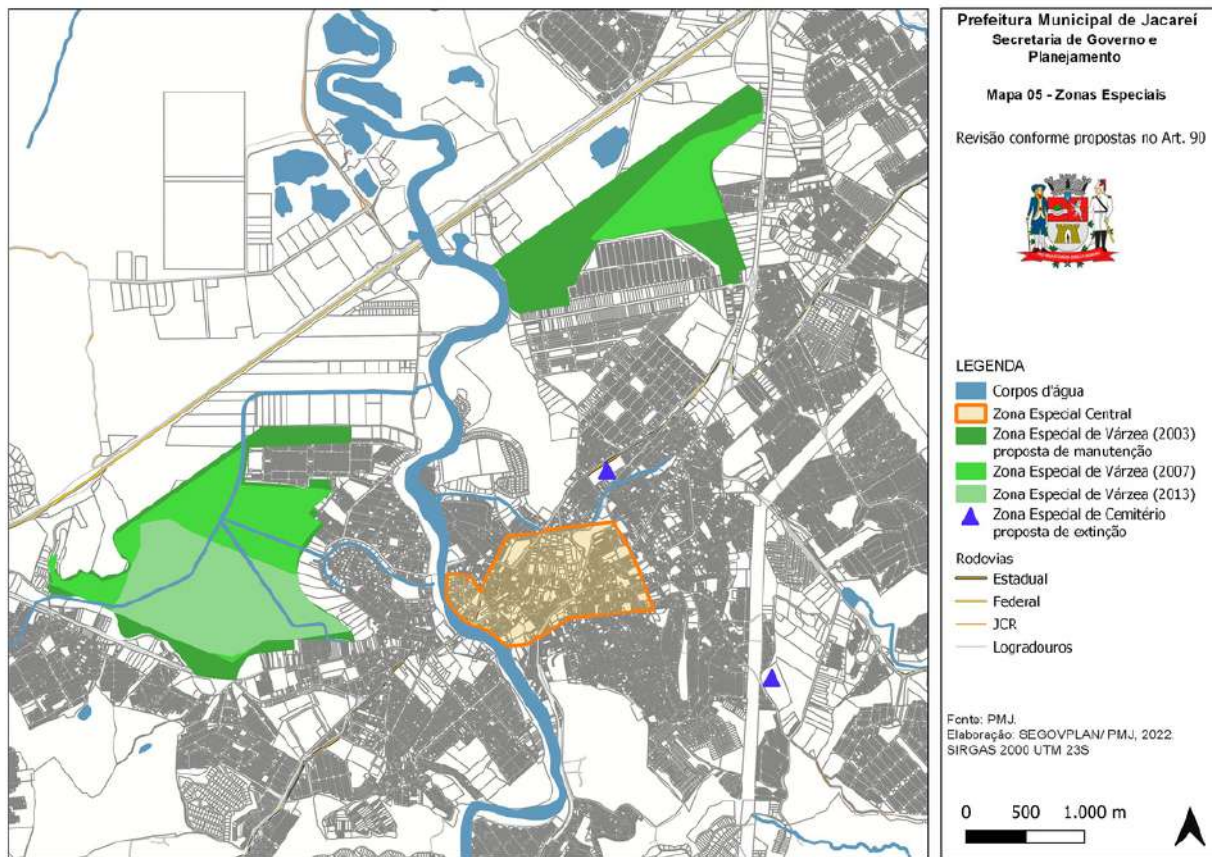 Prefeitura Municipal de Jacareí
Secretaria de Governo e
Planejamento
Mapa 05 - Zonas Especiais
Revisão conforme propostas no Art. 90
LEGENDA
Corpos d'água
Zona Especial Central
Zona Especial de Várzea (2003)
proposta de manutenção
Zona Especial de Várzea (2007)
Zona Especial de Várzea (2013)
Zona Especial de Cemitério
proposta de extinção
Rodovias
Estadual
Federal
JCR
Logradouros
Fonte: PMJ.
Elaboração: SEGOVPLAN/ PMJ, 2022.
SIRGAS 2000 UTM 23S
0 500 1.000 m